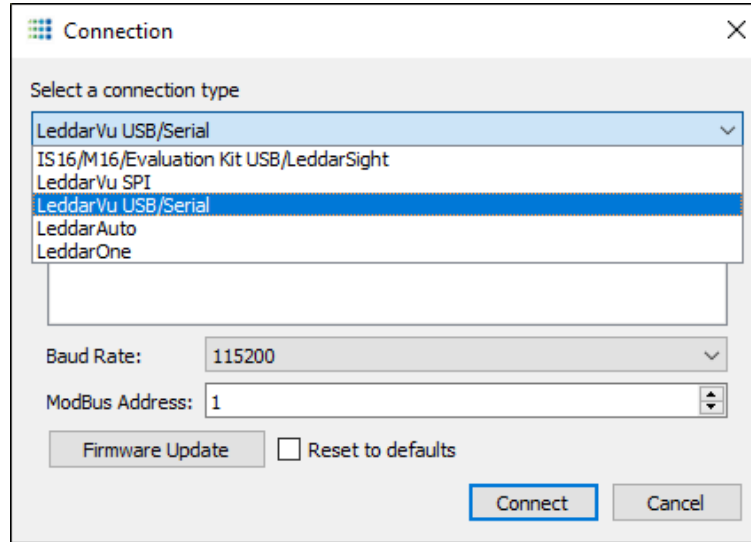 Connection
Select a connection type
LeddarVu USB/Serial
IS16/M16/Evaluation Kit USB/LeddarSight
LeddarVu SPI
LeddarVu USB/Serial
LeddarAuto
LeddarOne
Baud Rate: 115200
ModBus Address: 1
Firmware Update Reset to defaults
Connect Cancel